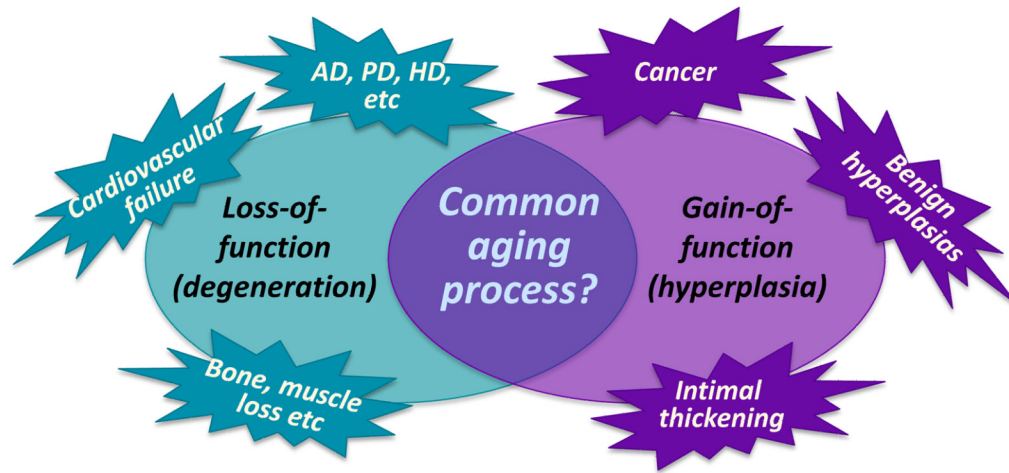 AD, PD, HD,
etc
Cancer
Cardiovascular
failure
Benign
hyperplasias
Loss-of-
function
(degeneration)
Common
aging
process?
Gain-of-
function
(hyperplasia)
Bone, muscle
loss etc
Intimal
thickening